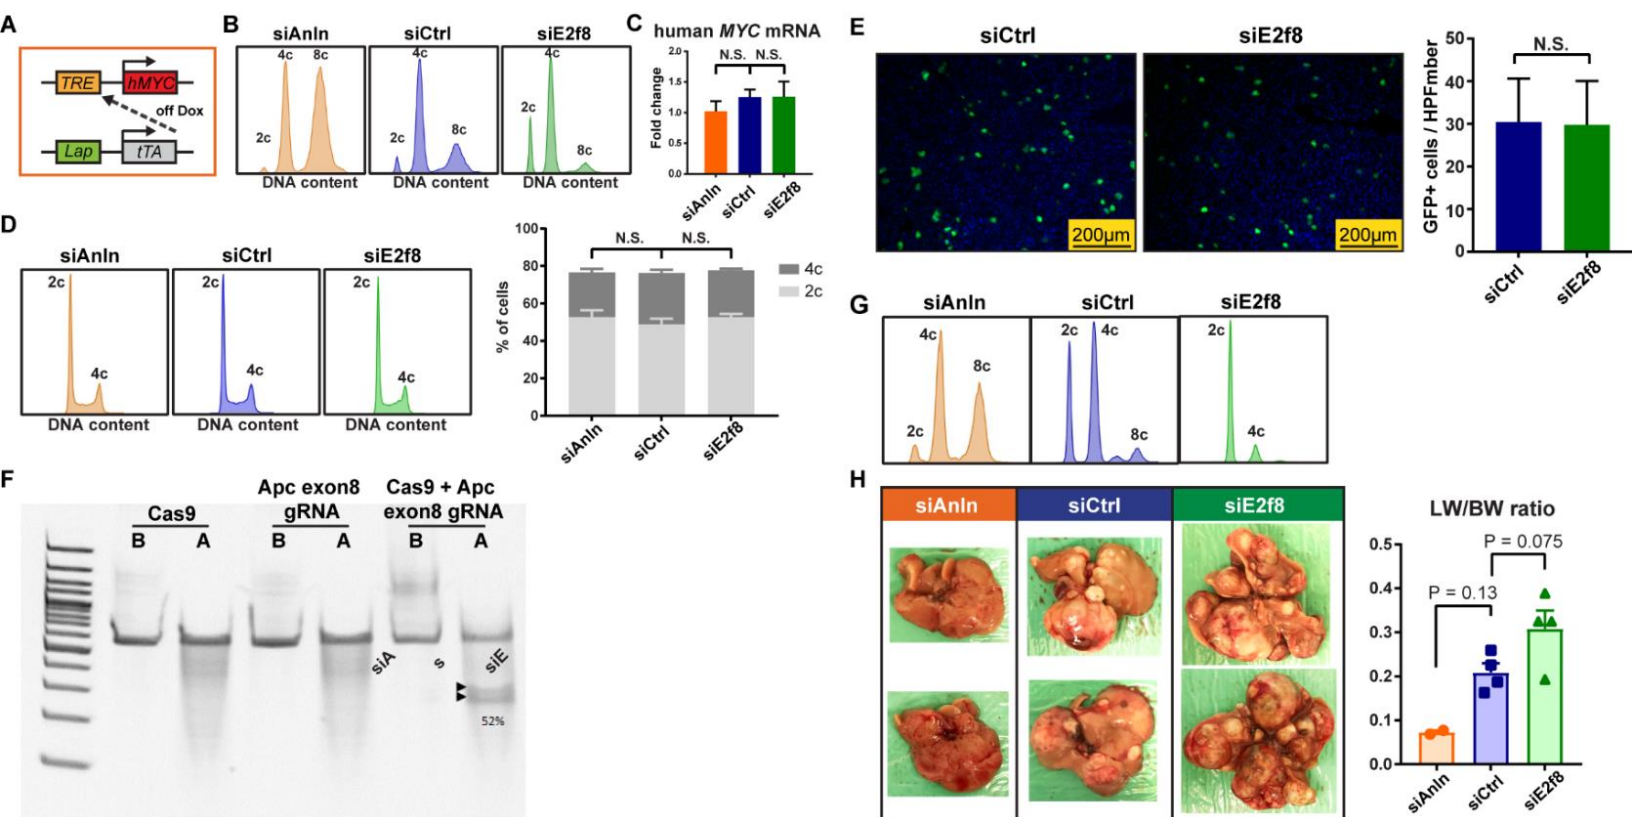 A
TRE
hMYC
off Dox
Lap
tTA
B
siAnln
siCtrl
siE2f8
2c
4c
8c
2c
4c
8c
2c
4c
8c
DNA content
DNA content
DNA content
C
human MYC mRNA
N.S.
N.S.
Fold change
2.0
1.5
1.0
0.5
0.0
siAnln
siCtrl
siE2f8
D
siAnln
siCtrl
siE2f8
2c
4c
2c
4c
2c
4c
DNA content
DNA content
DNA content
N.S.
N.S.
% of cells
100
80
60
40
20
0
4c
2c
siAnln
siCtrl
siE2f8
E
siCtrl
siE2f8
200μm
200μm
N.S.
GFP+ cells / HPFmber
50
40
30
20
10
0
siCtrl
siE2f8
F
Cas9
Apc exon8
gRNA
Cas9 + Apc
exon8 gRNA
B
A
B
A
B
A
siA
s
siE
52%
G
siAnln
siCtrl
siE2f8
2c
4c
8c
2c
4c
8c
2c
4c
H
siAnln
siCtrl
siE2f8
LW/BW ratio
P = 0.075
P = 0.13
0.5
0.4
0.3
0.2
0.1
0.0
siAnln
siCtrl
siE2f8